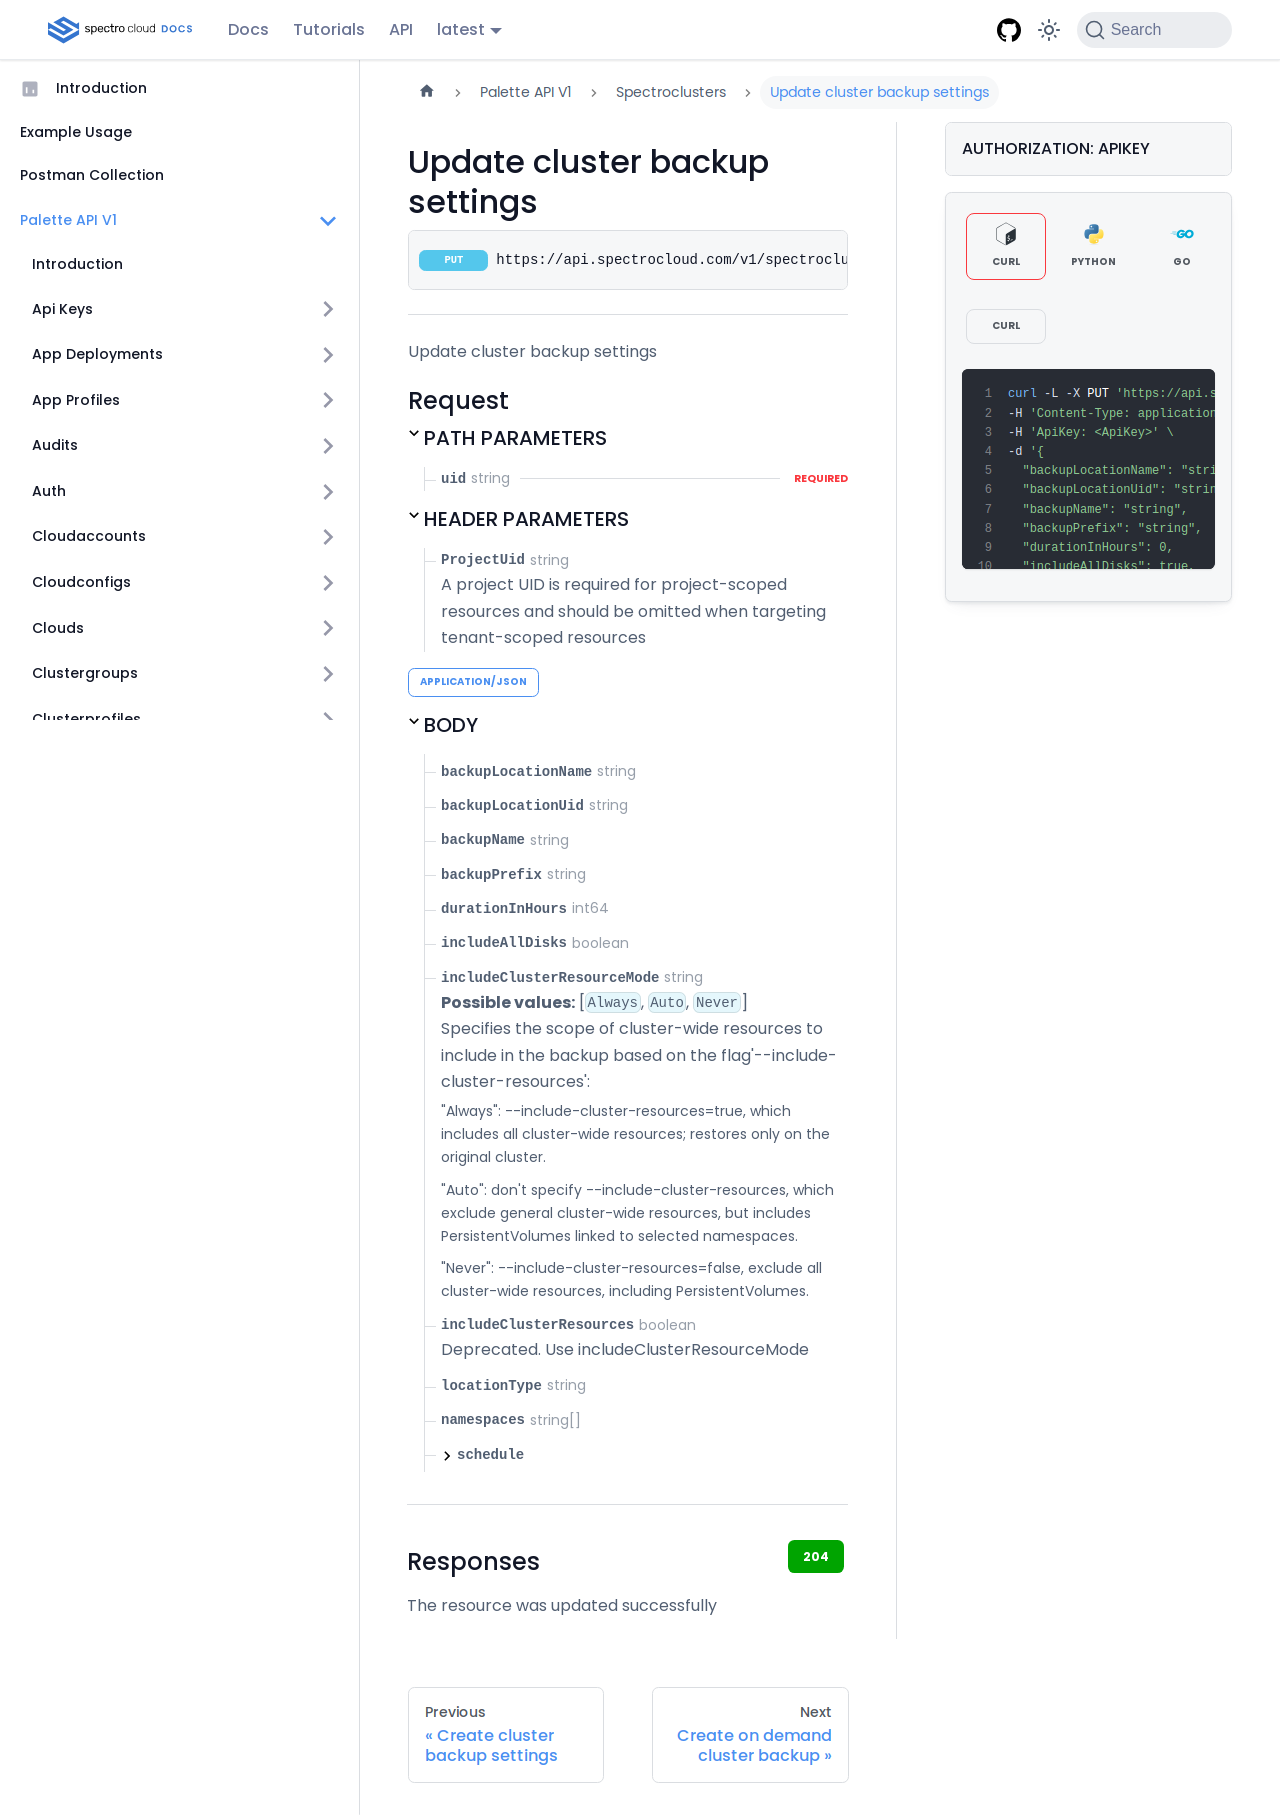 spectro cloud DOCS
Docs
Tutorials
API
latest
Search
Introduction
Example Usage
Postman Collection
Palette API V1
Introduction
Api Keys
App Deployments
App Profiles
Audits
Auth
Cloudaccounts
Cloudconfigs
Clouds
Clustergroups
Clusterprofiles
Palette API V1
Spectroclusters
Update cluster backup settings
Update cluster backup
settings
PUT https://api.spectrocloud.com/v1/spectroclu
Update cluster backup settings
Request
PATH PARAMETERS
uid string REQUIRED
HEADER PARAMETERS
ProjectUid string
A project UID is required for project-scoped
resources and should be omitted when targeting
tenant-scoped resources
APPLICATION/JSON
BODY
backupLocationName string
backupLocationUid string
backupName string
backupPrefix string
durationInHours int64
includeAllDisks boolean
includeClusterResourceMode string
Possible values: [Always, Auto, Never]
Specifies the scope of cluster-wide resources to
include in the backup based on the flag'--include-
cluster-resources':
"Always": --include-cluster-resources=true, which
includes all cluster-wide resources; restores only on the
original cluster.
"Auto": don't specify --include-cluster-resources, which
exclude general cluster-wide resources, but includes
PersistentVolumes linked to selected namespaces.
"Never": --include-cluster-resources=false, exclude all
cluster-wide resources, including PersistentVolumes.
includeClusterResources boolean
Deprecated. Use includeClusterResourceMode
locationType string
namespaces string[]
schedule
Responses
204
The resource was updated successfully
Previous
« Create cluster
backup settings
Next
Create on demand
cluster backup »
AUTHORIZATION: APIKEY
CURL
PYTHON
GO
CURL
1 curl -L -X PUT 'https://api.s
2 -H 'Content-Type: application
3 -H 'ApiKey: <ApiKey>' \
4 -d '{
5 "backupLocationName": "stri
6 "backupLocationUid": "strin
7 "backupName": "string",
8 "backupPrefix": "string",
9 "durationInHours": 0,
10 "includeAllDisks": true,